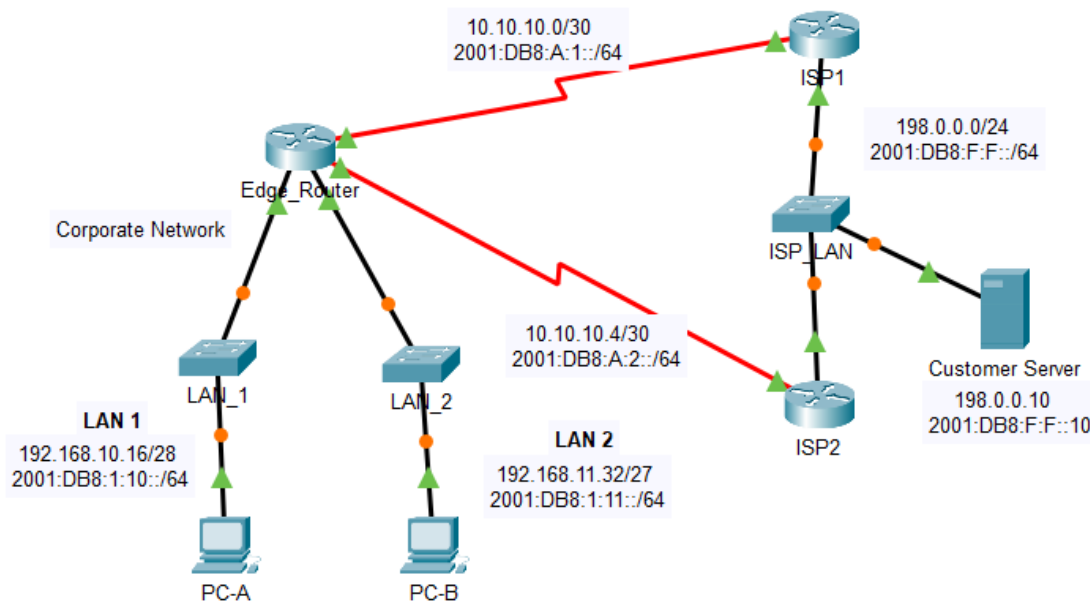 10.10.10.0/30
2001:DB8:A:1::/64
ISP1
198.0.0.0/24
2001:DB8:F:F::/64
Edge_Router
Corporate Network
ISP_LAN
10.10.10.4/30
2001:DB8:A:2::/64
Customer Server
198.0.0.10
2001:DB8:F:F::10
LAN_1
LAN_2
ISP2
LAN 1
192.168.10.16/28
2001:DB8:1:10::/64
LAN 2
192.168.11.32/27
2001:DB8:1:11::/64
PC-A
PC-B